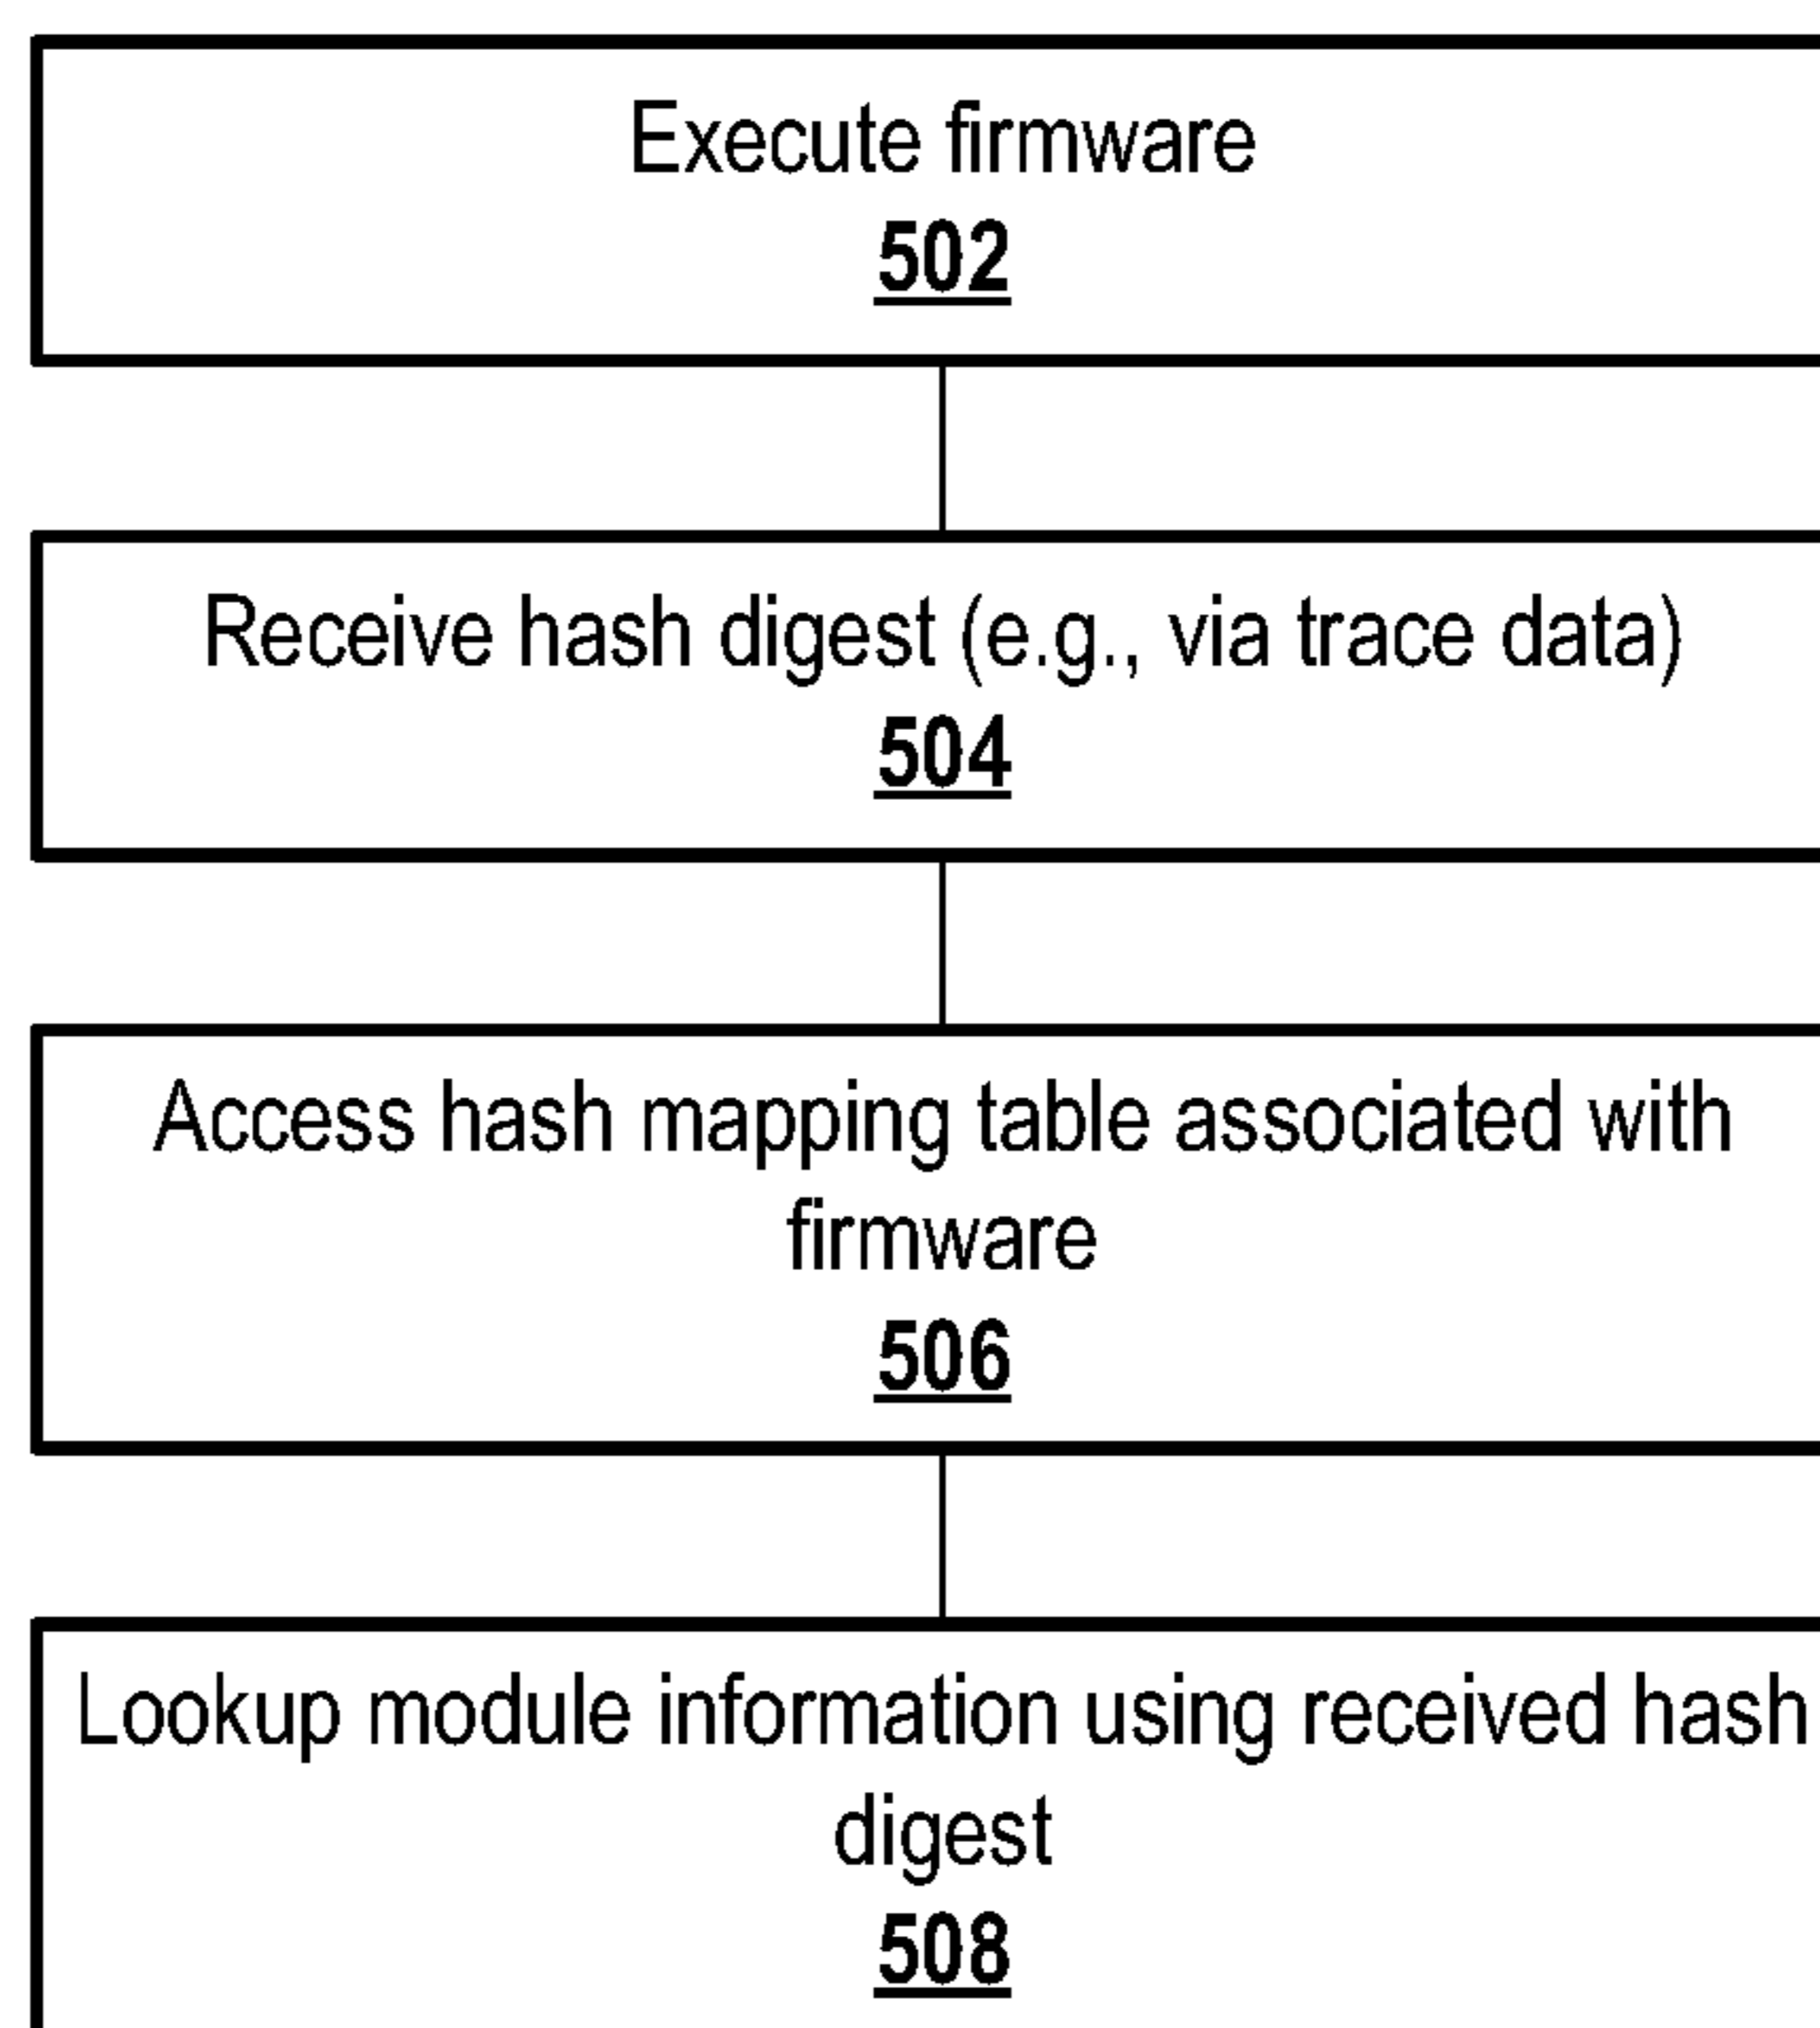 Execute firmware
502
Receive hash digest (e.g., via trace data)
504
Access hash mapping table associated with
firmware
506
Lookup module information using received hash
digest
508